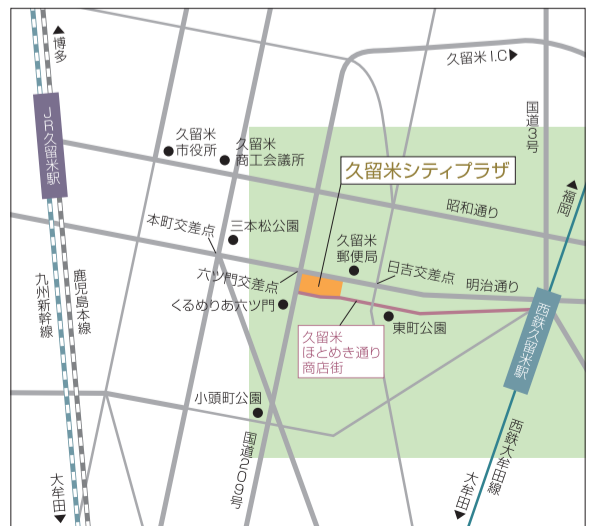 ▲博多
久留米I.C▶
JR久留米駅
久留米
市役所
久留米
商工会議所
国道3号
久留米シティプラザ
▲福岡
昭和通り
本町交差点
三本松公園
久留米
郵便局
六ツ門交差点
日吉交差点
明治通り
くるめりあ六ツ門
九州新幹線
鹿児島本線
東町公園
西鉄久留米駅
久留米
ほとめき通り
商店街
小頭町公園
国道209号
西鉄大牟田線
大牟田▼
大牟田▼